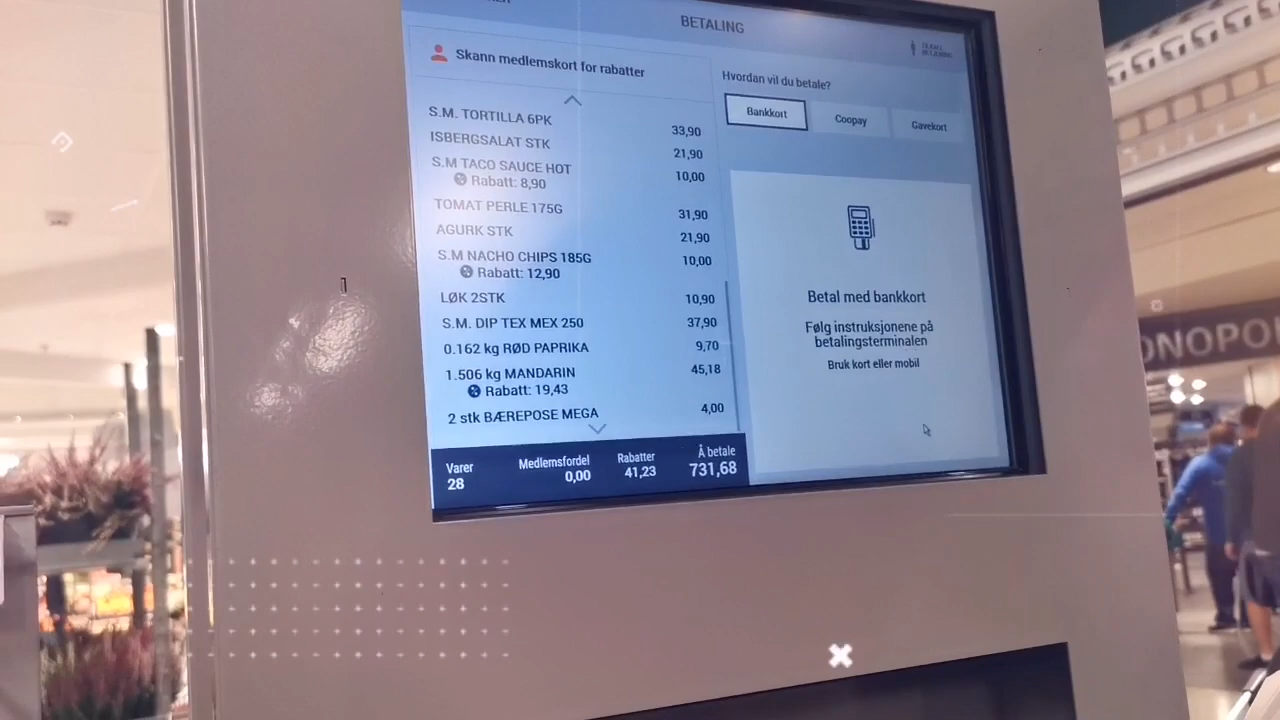 BETALING
Skann medlemskort for rabatter
S.M. TORTILLA 6PK 33,90
ISBERGSALAT STK 21,90
S.M TACO SAUCE HOT 10,00
Rabatt: 8,90
TOMAT PERLE 175G 31,90
AGURK STK 21,90
S.M NACHO CHIPS 185G 10,00
Rabatt: 12,90
LØK 2STK 10,90
S.M. DIP TEX MEX 250 37,90
0.162 kg RØD PAPRIKA 9,70
1.506 kg MANDARIN 45,18
Rabatt: 19,43
2 stk BÆREPOSE MEGA 4,00
Varer Medlemsfordel Rabatter Å betale
28 0,00 41,23 731,68
Hvordan vil du betale?
Bankkort Coopay Gavekort
Betal med bankkort
Følg instruksjonene på
betalingsterminalen
Bruk kort eller mobil
ONOPO